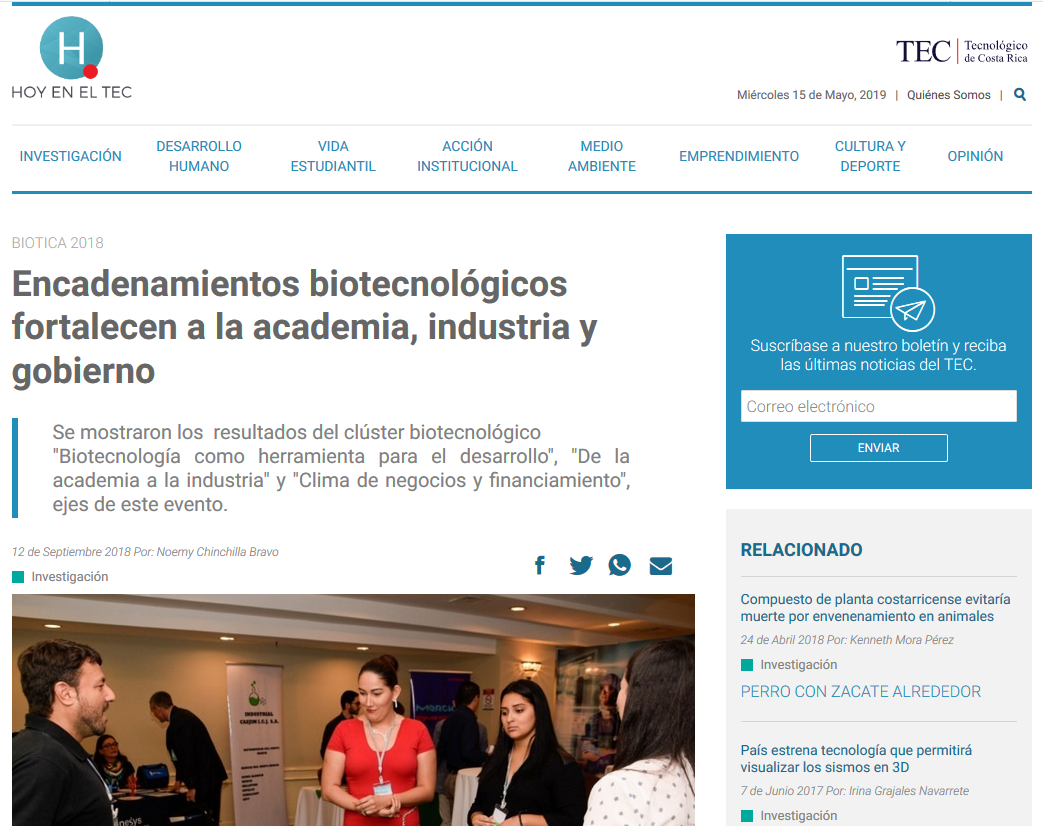 H
HOY EN EL TEC
TEC | Tecnológico
de Costa Rica
Miércoles 15 de Mayo, 2019 | Quiénes Somos |
INVESTIGACIÓN
DESARROLLO
HUMANO
VIDA
ESTUDIANTIL
ACCIÓN
INSTITUCIONAL
MEDIO
AMBIENTE
EMPRENDIMIENTO
CULTURA Y
DEPORTE
OPINIÓN
BIOTICA 2018
Encadenamientos biotecnológicos
fortalecen a la academia, industria y
gobierno
Se mostraron los resultados del clúster biotecnológico
"Biotecnología como herramienta para el desarrollo", "De la
academia a la industria" y "Clima de negocios y financiamiento",
ejes de este evento.
12 de Septiembre 2018 Por: Noemy Chinchilla Bravo
Investigación
INDUSTRIAL
MERCK
Suscríbase a nuestro boletín y reciba
las últimas noticias del TEC.
Correo electrónico
ENVIAR
RELACIONADO
Compuesto de planta costarricense evitaría
muerte por envenenamiento en animales
24 de Abril 2018 Por: Kenneth Mora Pérez
Investigación
PERRO CON ZACATE ALREDEDOR
País estrena tecnología que permitirá
visualizar los sismos en 3D
7 de Junio 2017 Por: Irina Grajales Navarrete
Investigación